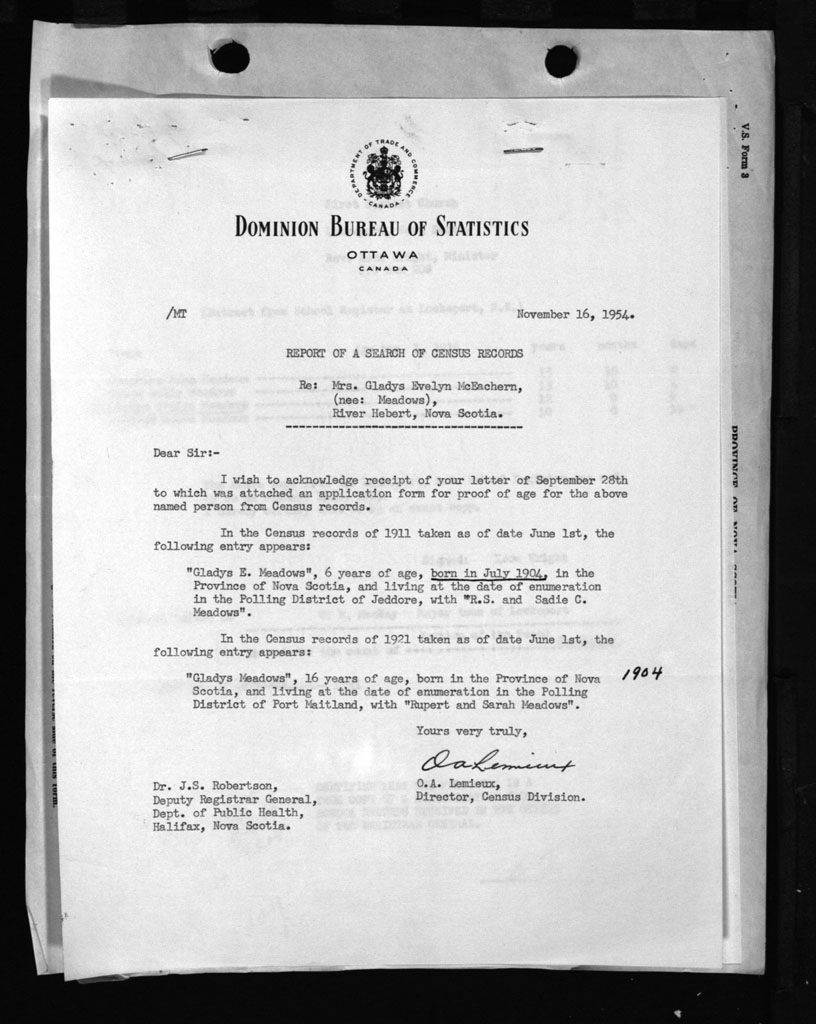 V.S. Form 3
DEPARTMENT OF TRADE AND COMMERCE
CANADA
DOMINION BUREAU OF STATISTICS
OTTAWA
CANADA
/MT November 16, 1954.
REPORT OF A SEARCH OF CENSUS RECORDS
Re: Mrs. Gladys Evelyn McEachern,
(nee: Meadows),
River Hebert, Nova Scotia.
Dear Sir:-
I wish to acknowledge receipt of your letter of September 28th
to which was attached an application form for proof of age for the above
named person from Census records.
In the Census records of 1911 taken as of date June 1st, the
following entry appears:
"Gladys E. Meadows", 6 years of age, born in July 1904, in the
Province of Nova Scotia, and living at the date of enumeration
in the Polling District of Jeddore, with "R.S. and Sadie C.
Meadows".
In the Census records of 1921 taken as of date June 1st, the
following entry appears:
"Gladys Meadows", 16 years of age, born in the Province of Nova 1904
Scotia, and living at the date of enumeration in the Polling
District of Port Maitland, with "Rupert and Sarah Meadows".
Yours very truly,
O A Lemieux
O.A. Lemieux,
Director, Census Division.
Dr. J.S. Robertson,
Deputy Registrar General,
Dept. of Public Health,
Halifax, Nova Scotia.